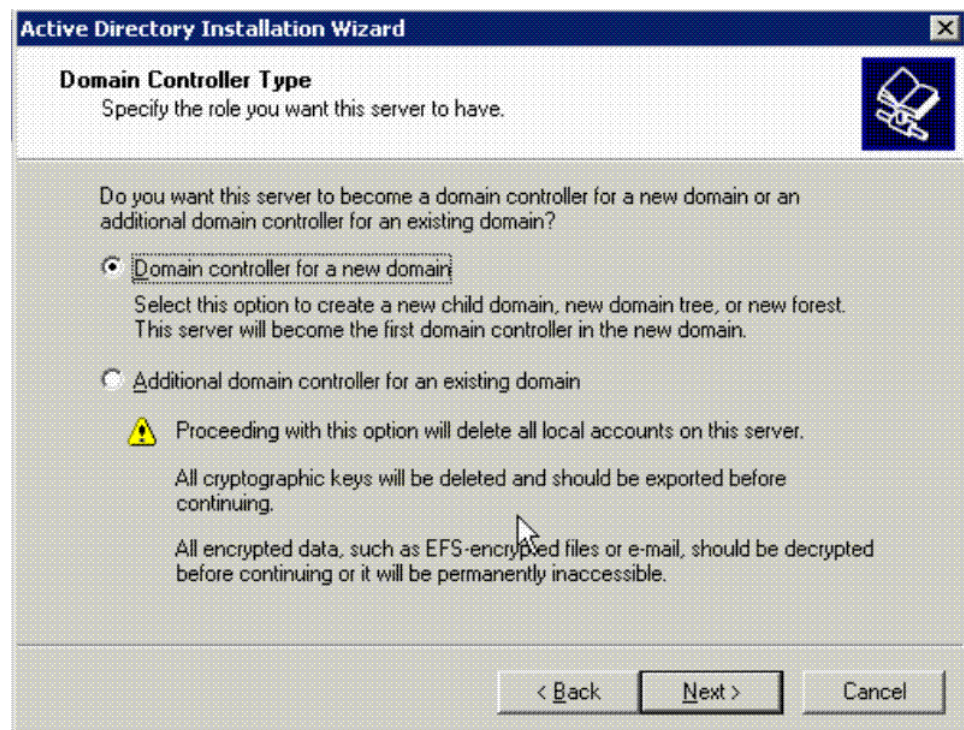 Active Directory Installation Wizard
Domain Controller Type
Specify the role you want this server to have.
Do you want this server to become a domain controller for a new domain or an
additional domain controller for an existing domain?
Domain controller for a new domain
Select this option to create a new child domain, new domain tree, or new forest.
This server will become the first domain controller in the new domain.
Additional domain controller for an existing domain
Proceeding with this option will delete all local accounts on this server.
All cryptographic keys will be deleted and should be exported before
continuing.
All encrypted data, such as EFS-encrypted files or e-mail, should be decrypted
before continuing or it will be permanently inaccessible.
< Back Next > Cancel